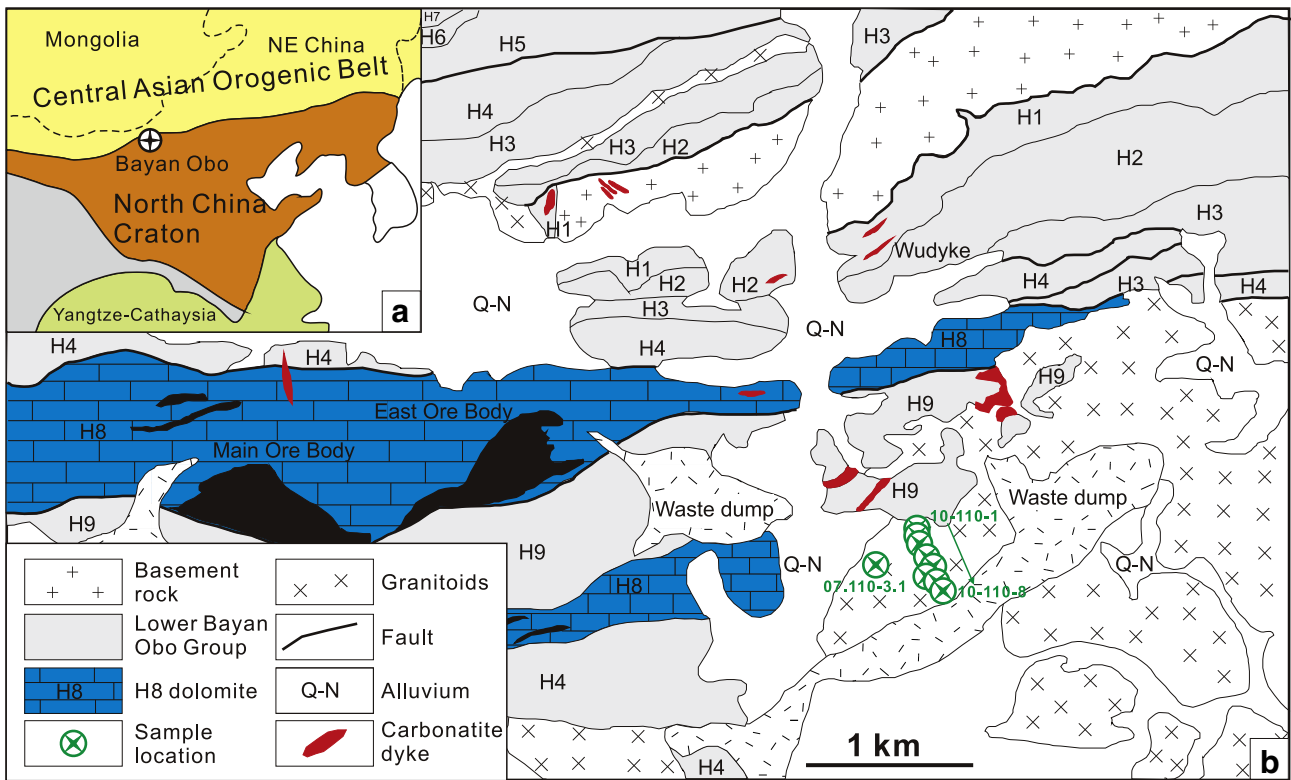 Mongolia
NE China
Central Asian Orogenic Belt
Bayan Obo
North China
Craton
Yangtze-Cathaysia
a
H7
H6
H5
H3
H4
H3
H3
H2
H1
H1
H2
H3
Wudyke
H1
H2
H2
H3
H4
Q-N
Q-N
H4
H3
H4
H4
H4
H8
Q-N
H9
H9
East Ore Body
H8
Main Ore Body
H9
Waste dump
H9
Waste dump
10-110-1
H9
Q-N
Q-N
07.110-3.1
10-110-8
H8
H4
H4
Basement
rock
Granitoids
Lower Bayan
Obo Group
Fault
H8
H8 dolomite
Q-N
Alluvium
Sample
location
Carbonatite
dyke
1 km
b